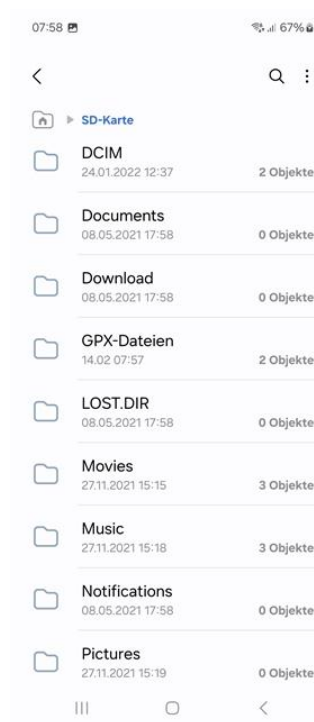 07:58 67%
SD-Karte
DCIM
24.01.2022 12:37 2 Objekte
Documents
08.05.2021 17:58 0 Objekte
Download
08.05.2021 17:58 0 Objekte
GPX-Dateien
14.02 07:57 2 Objekte
LOST.DIR
08.05.2021 17:58 0 Objekte
Movies
27.11.2021 15:15 3 Objekte
Music
27.11.2021 15:18 3 Objekte
Notifications
08.05.2021 17:58 0 Objekte
Pictures
27.11.2021 15:19 0 Objekte